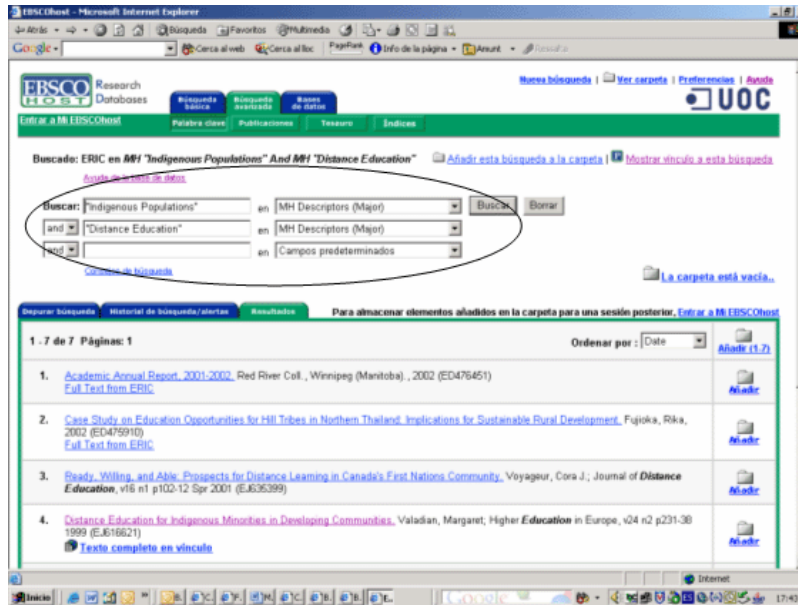 EBSCOhost - Microsoft Internet Explorer
Atrás Búsqueda Favoritos Multimedia
Google Cerca al web Cerca al lloc PageRank Info de la pàgina Amunt
EBSCO HOST Research Databases
Nueva búsqueda | Ver carpeta | Preferencias | Ayuda
Búsqueda básica Búsqueda avanzada Bases de datos
UOC
Entrar a Mi EBSCOhost Palabra clave Publicaciones Tesauro Índices
Buscado: ERIC en MH "Indigenous Populations" And MH "Distance Education" Añadir esta búsqueda a la carpeta | Mostrar vínculo a esta búsqueda
Ayuda de la base de datos
Buscar: "Indigenous Populations" en MH Descriptors (Major) Buscar Borrar
and "Distance Education" en MH Descriptors (Major)
and en Campos predeterminados
Consejos de búsqueda
La carpeta está vacía..
Depurar búsqueda Historial de búsqueda/alertas Resultados Para almacenar elementos añadidos en la carpeta para una sesión posterior, Entrar a Mi EBSCOhost
1 - 7 de 7 Páginas: 1 Ordenar por : Date Añadir (1-7)
1. Academic Annual Report, 2001-2002. Red River Coll., Winnipeg (Manitoba)., 2002 (ED476451)
Full Text from ERIC
Añadir
2. Case Study on Education Opportunities for Hill Tribes in Northern Thailand: Implications for Sustainable Rural Development. Fujioka, Rika,
2002 (ED475910)
Full Text from ERIC
Añadir
3. Ready, Willing, and Able: Prospects for Distance Learning in Canada's First Nations Community. Voyageur, Cora J.; Journal of Distance
Education, v16 n1 p102-12 Spr 2001 (EJ635399)
Añadir
4. Distance Education for Indigenous Minorities in Developing Communities. Valadian, Margaret; Higher Education in Europe, v24 n2 p231-38
1999 (EJ616621)
Texto completo en vínculo
Añadir
Internet
Inicio Google 17:43